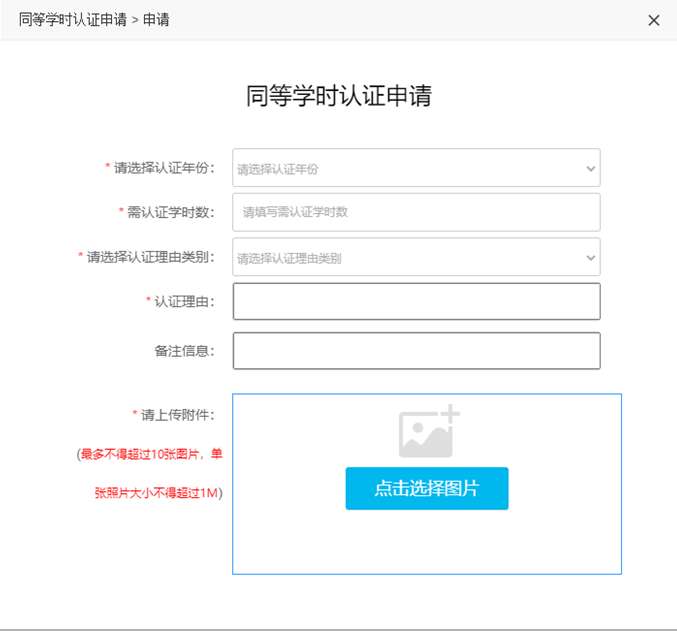 同等学时认证申请 > 申请
同等学时认证申请
* 请选择认证年份： 请选择认证年份
* 需认证学时数： 请填写需认证学时数
* 请选择认证理由类别： 请选择认证理由类别
* 认证理由：
备注信息：
* 请上传附件：
(最多不得超过10张图片，单
张照片大小不得超过1M)
点击选择图片